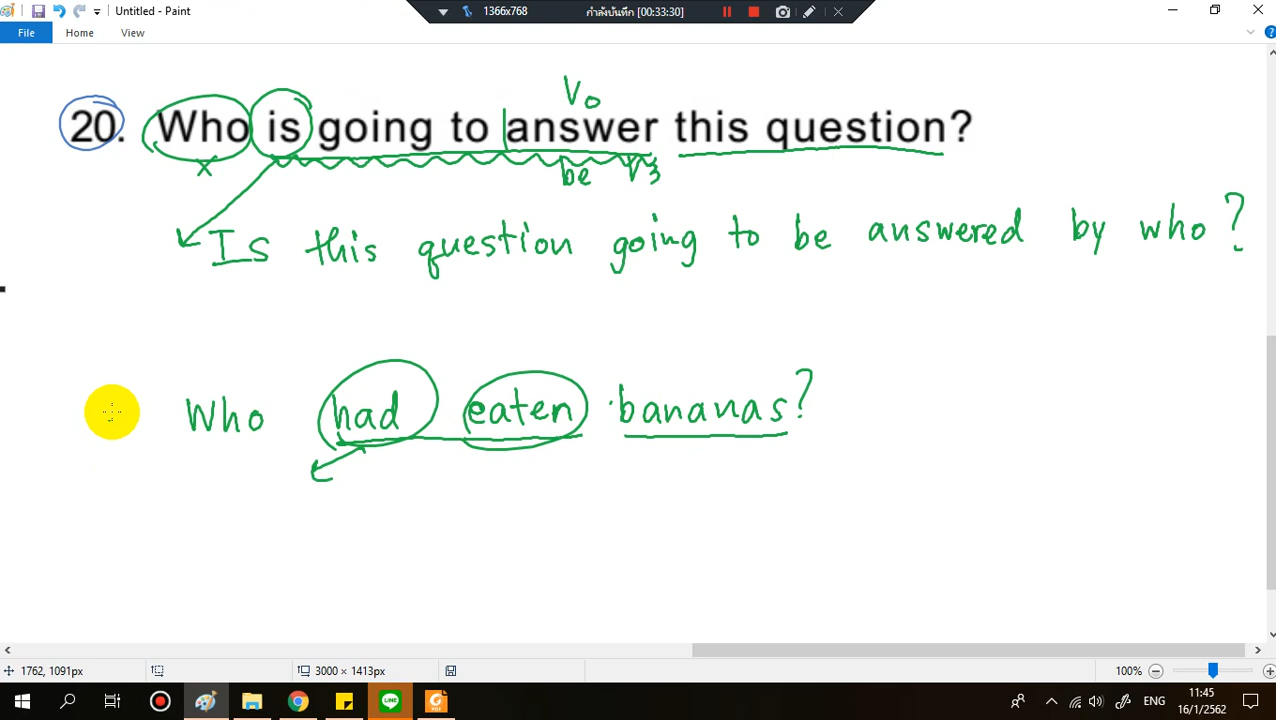 Untitled - Paint
1366x768
กำลังบันทึก [00:33:30]
File Home View
Vo
20. Who is going to answer this question?
x be V3
Is this question going to be answered by who?
Who had eaten bananas?
1762, 1091px
3000 × 1413px
100%
ENG
11:45
16/1/2562